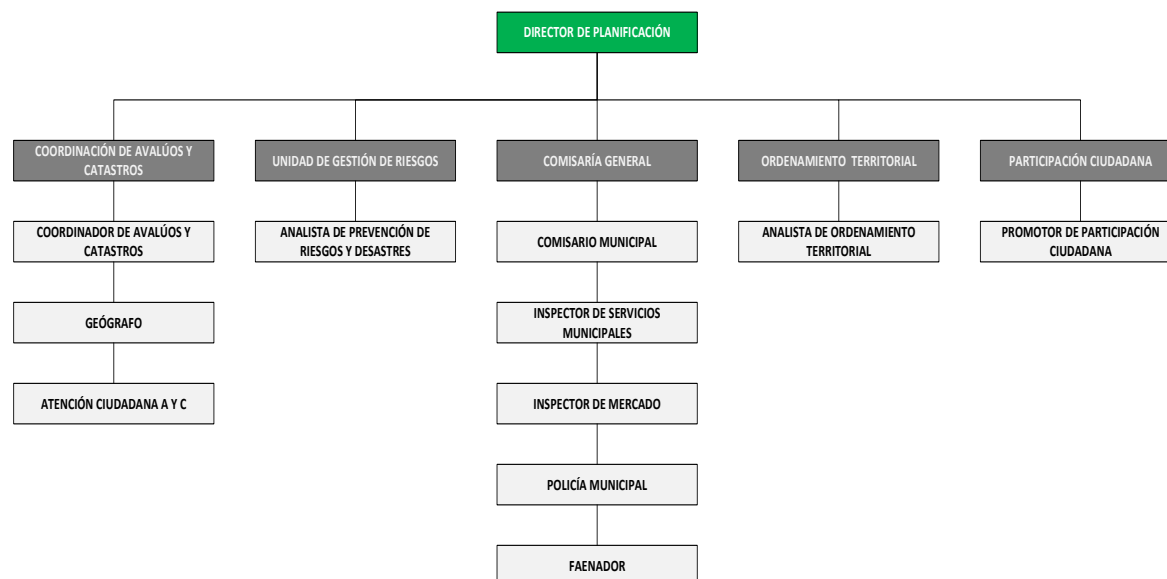 DIRECTOR DE PLANIFICACIÓN
COORDINACIÓN DE AVALÚOS Y
CATASTROS
UNIDAD DE GESTIÓN DE RIESGOS
COMISARÍA GENERAL
ORDENAMIENTO TERRITORIAL
PARTICIPACIÓN CIUDADANA
COORDINADOR DE AVALÚOS Y
CATASTROS
ANALISTA DE PREVENCIÓN DE
RIESGOS Y DESASTRES
COMISARIO MUNICIPAL
ANALISTA DE ORDENAMIENTO
TERRITORIAL
PROMOTOR DE PARTICIPACIÓN
CIUDADANA
GEÓGRAFO
INSPECTOR DE SERVICIOS
MUNICIPALES
ATENCIÓN CIUDADANA A Y C
INSPECTOR DE MERCADO
POLICÍA MUNICIPAL
FAENADOR